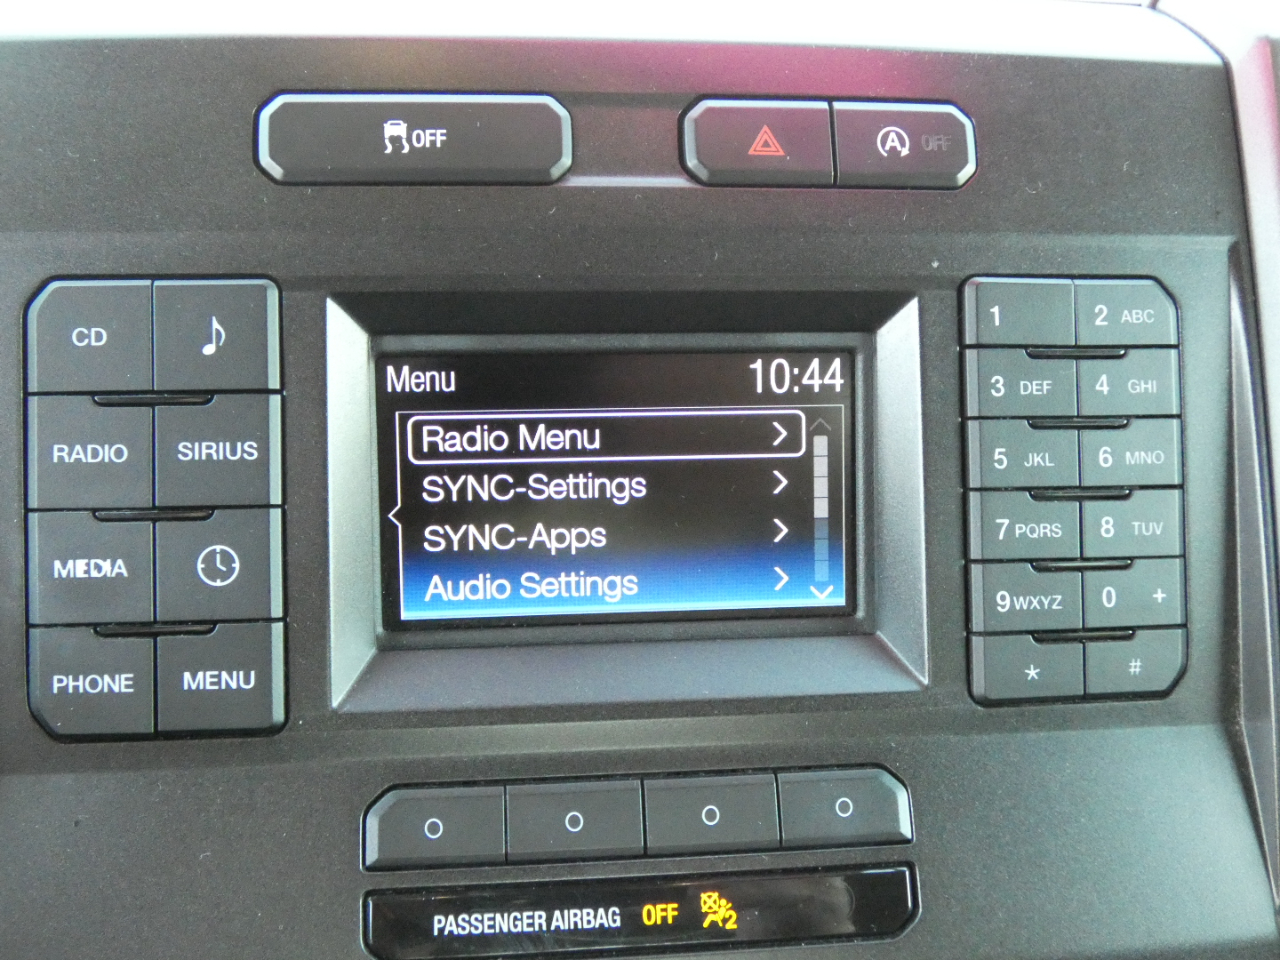 OFF
A OFF
CD
RADIO SIRIUS
MEDIA
PHONE MENU
Menu 10:44
Radio Menu >
SYNC-Settings >
SYNC-Apps >
Audio Settings >
1 2 ABC
3 DEF 4 GHI
5 JKL 6 MNO
7 PQRS 8 TUV
9 WXYZ 0 +
* #
PASSENGER AIRBAG OFF 2